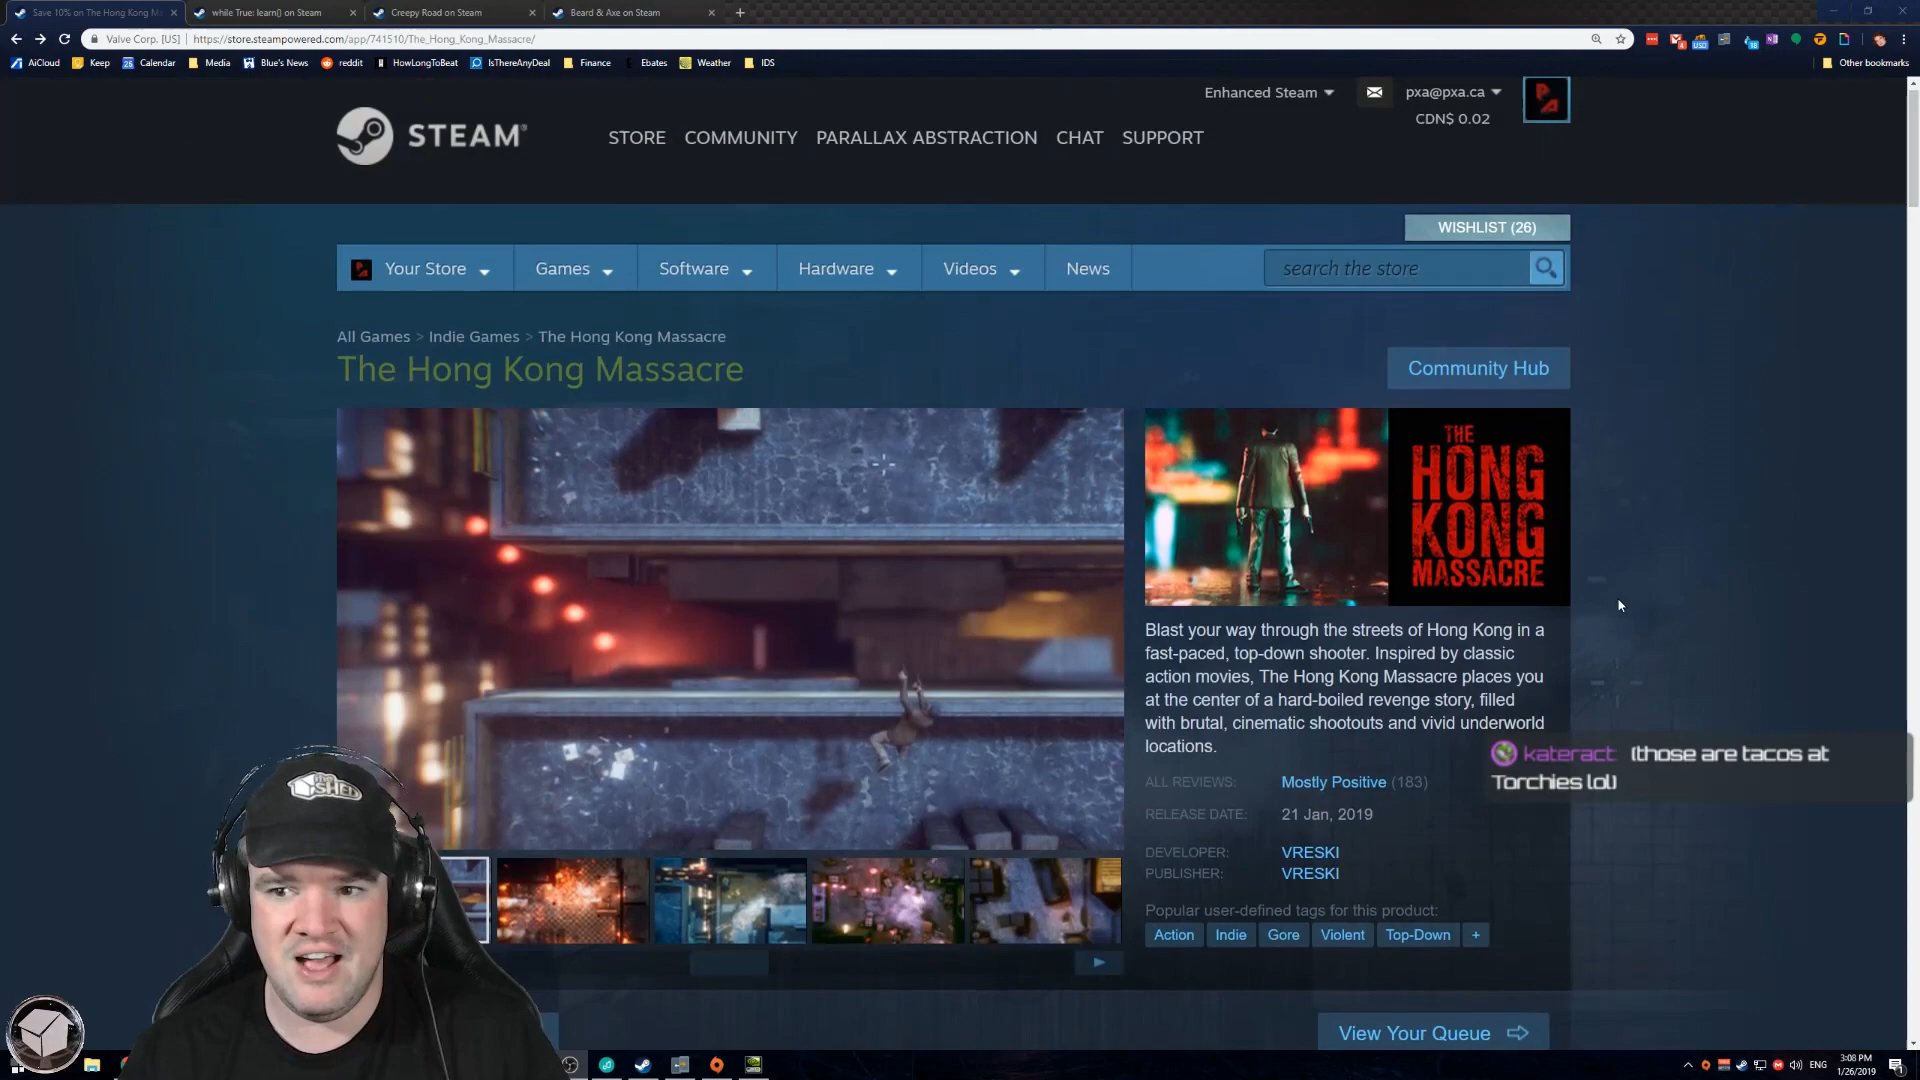 Save 10% on The Hong Kong M
while True: learn() on Steam
Creepy Road on Steam
Beard & Axe on Steam
Valve Corp. [US] | https://store.steampowered.com/app/741510/The_Hong_Kong_Massacre/
AiCloud
Keep
Calendar
Media
Blue's News
reddit
HowLongToBeat
IsThereAnyDeal
Finance
Ebates
Weather
IDS
Other bookmarks
Enhanced Steam
pxa@pxa.ca
CDN$ 0.02
STEAM
STORE COMMUNITY PARALLAX ABSTRACTION CHAT SUPPORT
WISHLIST (26)
Your Store
Games
Software
Hardware
Videos
News
search the store
All Games > Indie Games > The Hong Kong Massacre
The Hong Kong Massacre
Community Hub
THE
HONG
KONG
MASSACRE
Blast your way through the streets of Hong Kong in a
fast-paced, top-down shooter. Inspired by classic
action movies, The Hong Kong Massacre places you
at the center of a hard-boiled revenge story, filled
with brutal, cinematic shootouts and vivid underworld
locations.
kateract (those are tacos at
Torchies lol)
ALL REVIEWS: Mostly Positive (183)
RELEASE DATE: 21 Jan, 2019
DEVELOPER: VRESKI
PUBLISHER: VRESKI
Popular user-defined tags for this product:
Action Indie Gore Violent Top-Down +
View Your Queue
the SHED
ENG
3:08 PM
1/26/2019